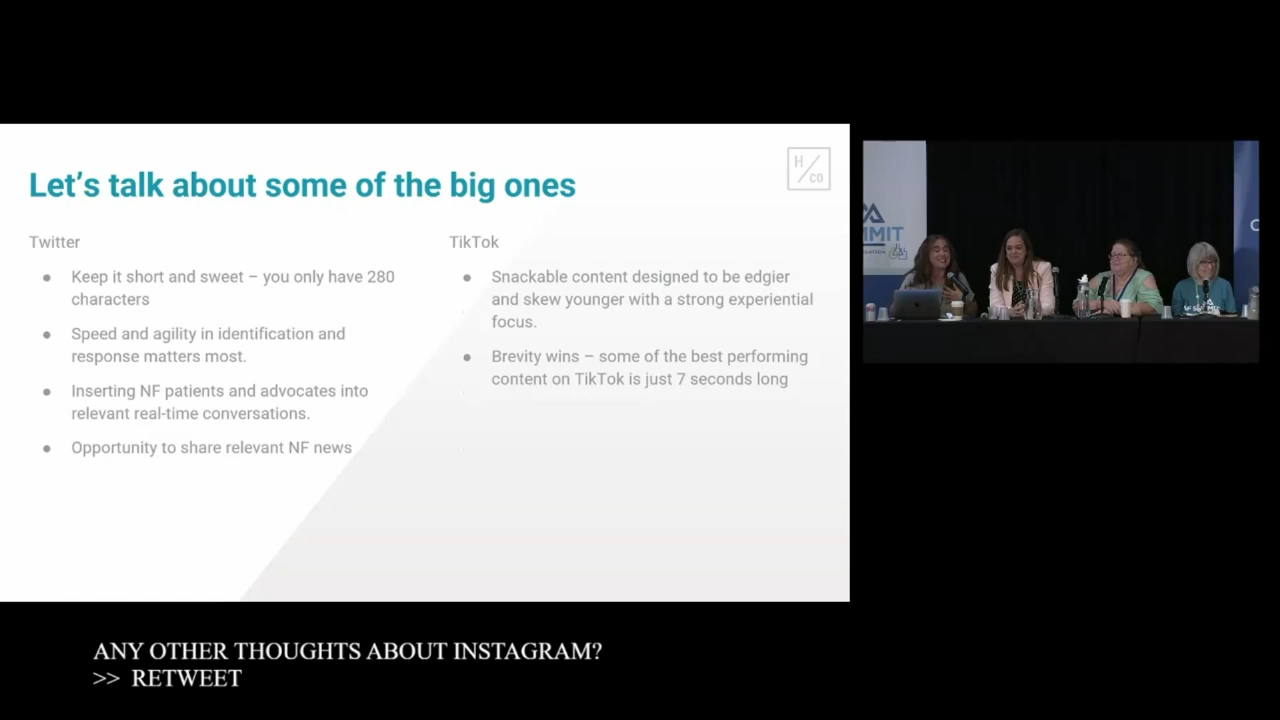 Let's talk about some of the big ones
H/
CO
Twitter
● Keep it short and sweet – you only have 280
characters
● Speed and agility in identification and
response matters most.
● Inserting NF patients and advocates into
relevant real-time conversations.
● Opportunity to share relevant NF news
TikTok
● Snackable content designed to be edgier
and skew younger with a strong experiential
focus.
● Brevity wins – some of the best performing
content on TikTok is just 7 seconds long
MMIT
C
ANY OTHER THOUGHTS ABOUT INSTAGRAM?
>> RETWEET